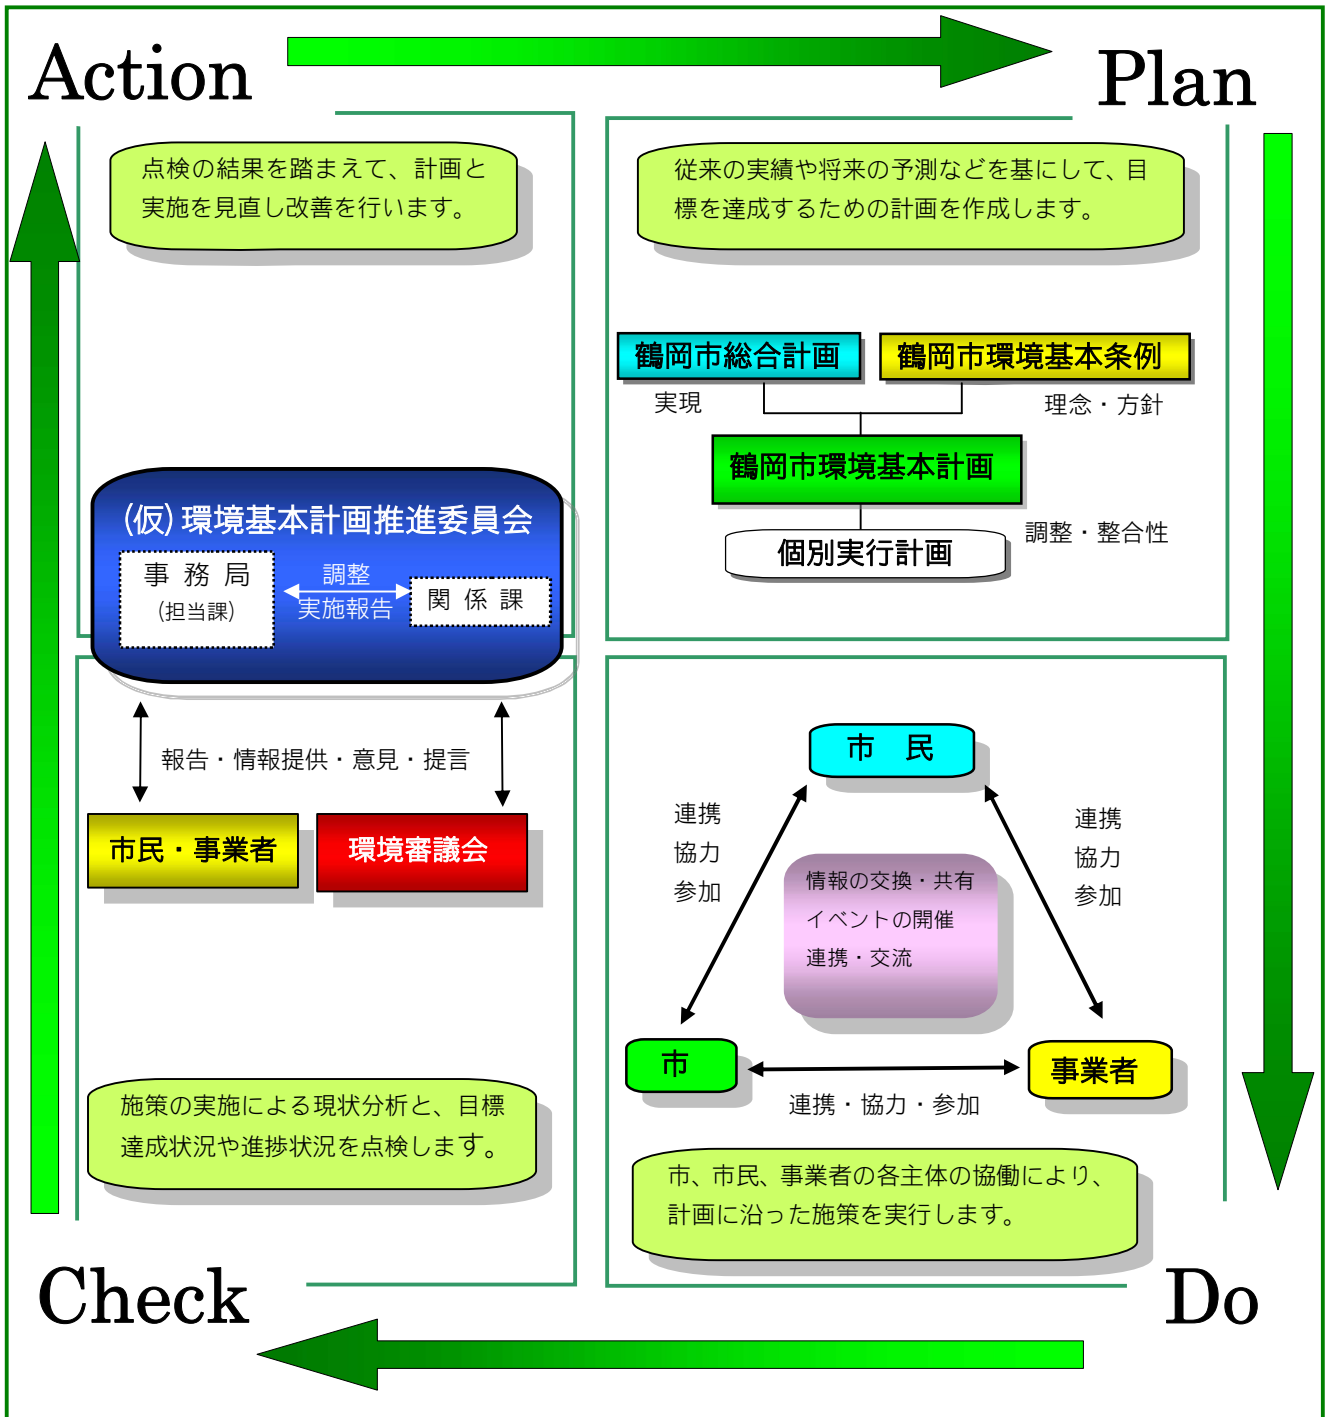 Action
Plan
点検の結果を踏まえて、計画と
実施を見直し改善を行います。
従来の実績や将来の予測などを基にして、目
標を達成するための計画を作成します。
鶴岡市総合計画
鶴岡市環境基本条例
実現
理念・方針
鶴岡市環境基本計画
調整・整合性
個別実行計画
(仮)環境基本計画推進委員会
事務局
(担当課)
調整
実施報告
関係課
報告・情報提供・意見・提言
市民・事業者
環境審議会
施策の実施による現状分析と、目標
達成状況や進捗状況を点検します。
市 民
連携
協力
参加
連携
協力
参加
情報の交換・共有
イベントの開催
連携・交流
市
事業者
連携・協力・参加
市、市民、事業者の各主体の協働により、
計画に沿った施策を実行します。
Check
Do